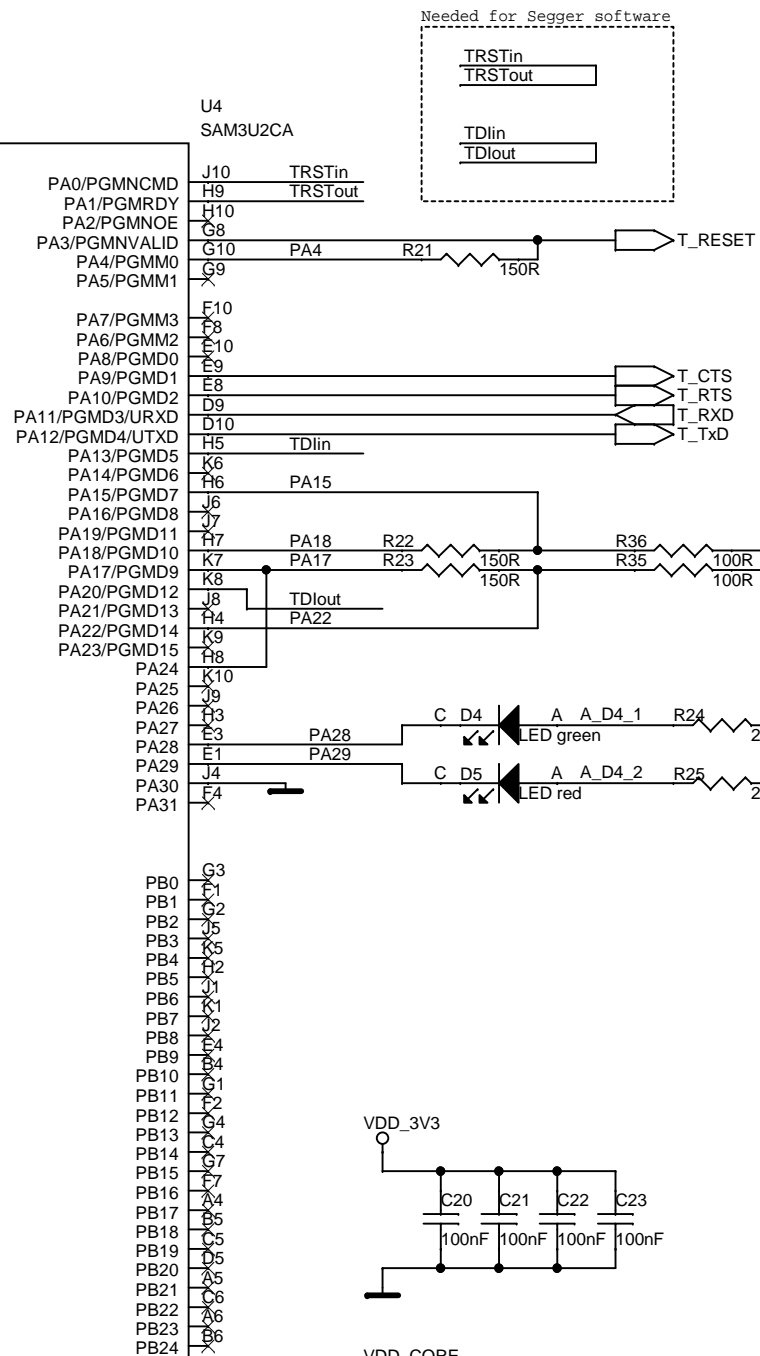 Needed for Segger software
TRSTin
TRSTout
TDIin
TDIout
U4
SAM3U2CA
PA0/PGMNCMD J10 TRSTin
PA1/PGMRDY H9 TRSTout
PA2/PGMNOE H10
PA3/PGMNVALID G8 T_RESET
PA4/PGMM0 G10 PA4 R21 150R
PA5/PGMM1 G9
PA7/PGMM3 F10
PA6/PGMM2 F8
PA8/PGMD0 E10
PA9/PGMD1 E9 T_CTS
PA10/PGMD2 E8 T_RTS
PA11/PGMD3/URXD D9 T_RXD
PA12/PGMD4/UTXD D10 T_TxD
PA13/PGMD5 H5 TDIin
PA14/PGMD6 K6
PA15/PGMD7 H6 PA15
PA16/PGMD8 J6
PA19/PGMD11 J7
PA18/PGMD10 H7 PA18 R22 150R R36 100R
PA17/PGMD9 K7 PA17 R23 150R R35 100R
PA20/PGMD12 K8 TDIout
PA21/PGMD13 J8
PA22/PGMD14 H4 PA22
PA23/PGMD15 K9
PA24 H8
PA25 K10
PA26 J9
PA27 H3
PA28 E3 PA28 C D4 LED green A A_D4_1 R24 2
PA29 E1 PA29 C D5 LED red A A_D4_2 R25 2
PA30 J4
PA31 F4
PB0 G3
PB1 F1
PB2 G2
PB3 J5
PB4 K5
PB5 H2
PB6 J1
PB7 K1
PB8 J2
PB9 E4
PB10 B4
PB11 G1
PB12 F2
PB13 G4
PB14 C4
PB15 G7
PB16 F7
PB17 A4
PB18 B5
PB19 C5
PB20 D5
PB21 A5
PB22 C6
PB23 A6
PB24 B6
VDD_3V3
C20 C21 C22 C23
100nF 100nF 100nF 100nF
VDD_CORE